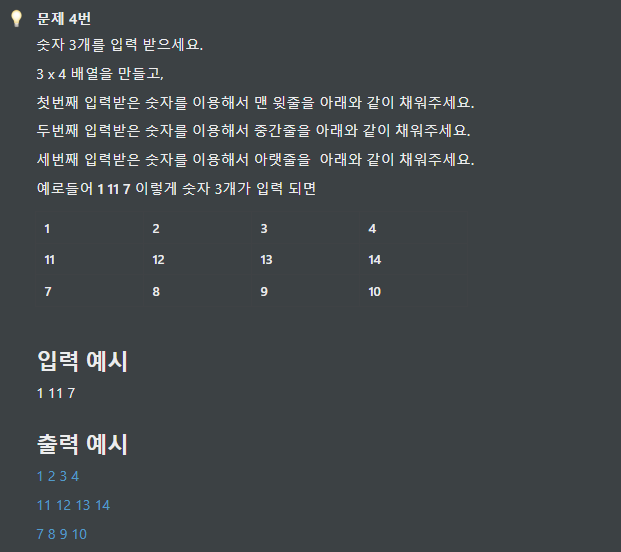 문제 4번
숫자 3개를 입력 받으세요.
3 x 4 배열을 만들고,
첫번째 입력받은 숫자를 이용해서 맨 윗줄을 아래와 같이 채워주세요.
두번째 입력받은 숫자를 이용해서 중간줄을 아래와 같이 채워주세요.
세번째 입력받은 숫자를 이용해서 아랫줄을 아래와 같이 채워주세요.
예로들어 1 11 7 이렇게 숫자 3개가 입력 되면
1 2 3 4
11 12 13 14
7 8 9 10
입력 예시
1 11 7
출력 예시
1 2 3 4
11 12 13 14
7 8 9 10